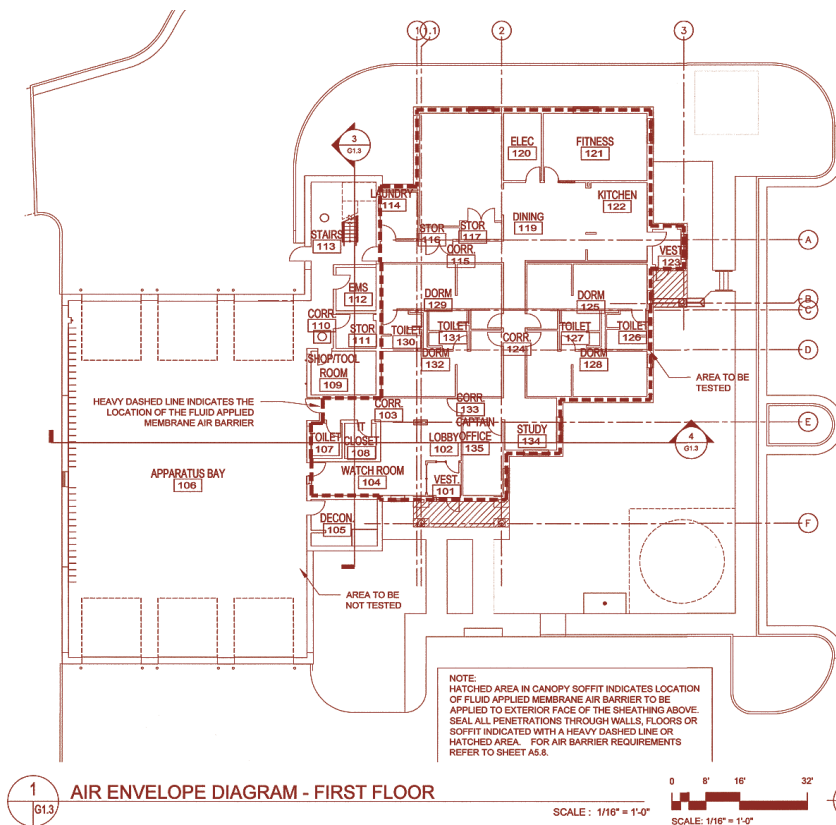 1
1.1
2
3
3
G1.3
ELEC
120
FITNESS
121
LAUNDRY
114
KITCHEN
122
DINING
119
STOR
117
STOR
116
STAIRS
113
CORR.
115
VEST
123
A
EMS
112
DORM
129
DORM
125
B
C
CORR.
110
STOR
111
TOILET
130
TOILET
131
CORR.
124
TOILET
127
TOILET
126
SHOP/TOOL
ROOM
109
DORM
132
DORM
128
D
AREA TO BE
TESTED
HEAVY DASHED LINE INDICATES THE
LOCATION OF THE FLUID APPLIED
MEMBRANE AIR BARRIER
CORR.
103
CORR.
133
E
TOILET
107
IT
CLOSET
108
LOBBY
102
CAPTAIN
OFFICE
135
STUDY
134
4
G1.3
APPARATUS BAY
106
WATCH ROOM
104
VEST.
101
DECON.
105
F
AREA TO BE
NOT TESTED
NOTE:
HATCHED AREA IN CANOPY SOFFIT INDICATES LOCATION
OF FLUID APPLIED MEMBRANE AIR BARRIER TO BE
APPLIED TO EXTERIOR FACE OF THE SHEATHING ABOVE.
SEAL ALL PENETRATIONS THROUGH WALLS, FLOORS OR
SOFFIT INDICATED WITH A HEAVY DASHED LINE OR
HATCHED AREA. FOR AIR BARRIER REQUIREMENTS
REFER TO SHEET A5.8.
1
G1.3
AIR ENVELOPE DIAGRAM - FIRST FLOOR
SCALE : 1/16" = 1'-0"
0 8' 16' 32'
SCALE: 1/16" = 1'-0"